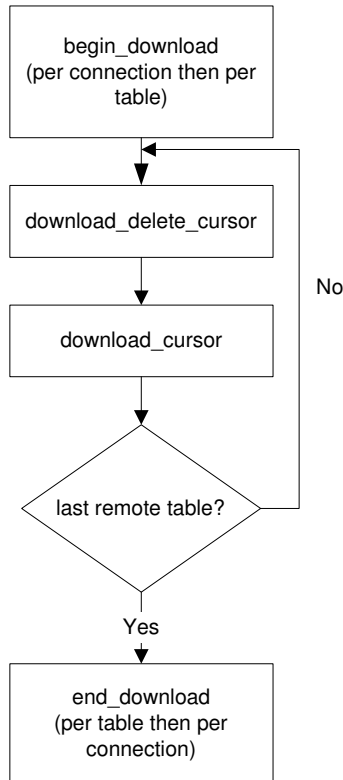 begin_download
(per connection then per
table)
download_delete_cursor
No
download_cursor
last remote table?
Yes
end_download
(per table then per
connection)